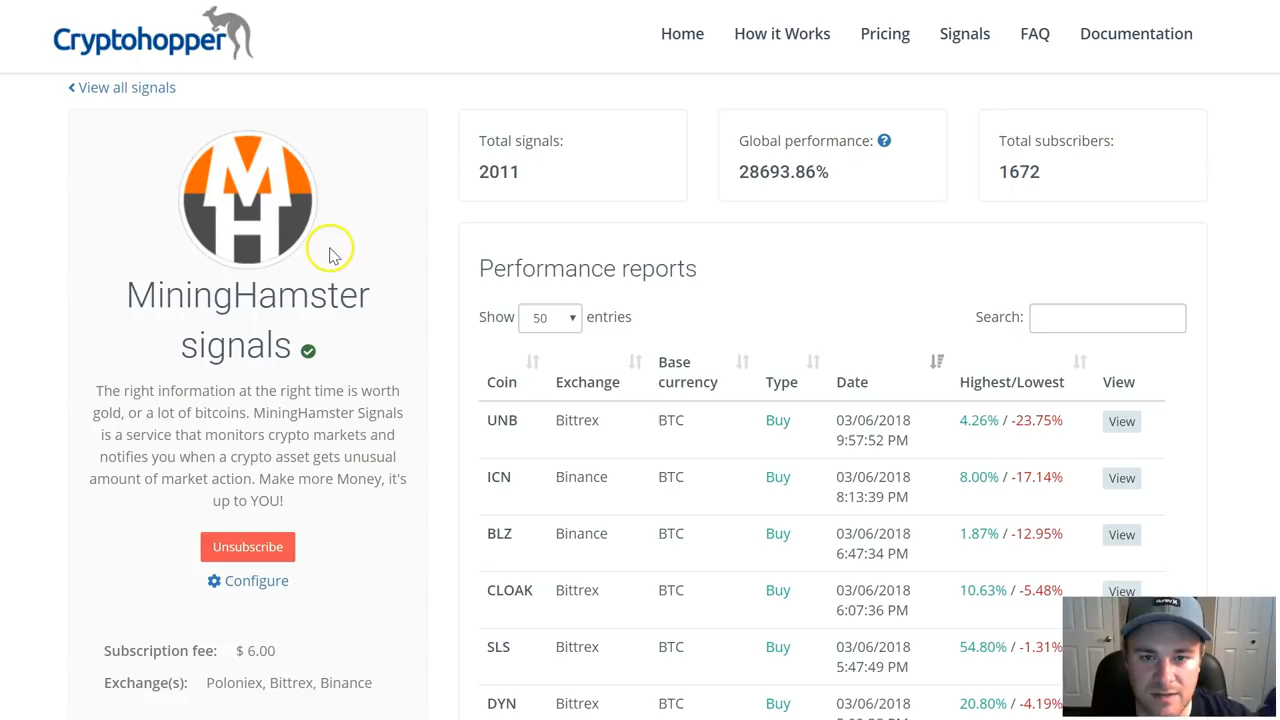 Cryptohopper
Home How it Works Pricing Signals FAQ Documentation
View all signals
MH
MiningHamster
signals
The right information at the right time is worth
gold, or a lot of bitcoins. MiningHamster Signals
is a service that monitors crypto markets and
notifies you when a crypto asset gets unusual
amount of market action. Make more Money, it's
up to YOU!
Unsubscribe
Configure
Subscription fee: $ 6.00
Exchange(s): Poloniex, Bittrex, Binance
Total signals:
2011
Global performance: ?
28693.86%
Total subscribers:
1672
Performance reports
Show 50 entries
Search:
Coin Exchange Base currency Type Date Highest/Lowest View
UNB Bittrex BTC Buy 03/06/2018 4.26% / -23.75% View
9:57:52 PM
ICN Binance BTC Buy 03/06/2018 8.00% / -17.14% View
8:13:39 PM
BLZ Binance BTC Buy 03/06/2018 1.87% / -12.95% View
6:47:34 PM
CLOAK Bittrex BTC Buy 03/06/2018 10.63% / -5.48% View
6:07:36 PM
SLS Bittrex BTC Buy 03/06/2018 54.80% / -1.31%
5:47:49 PM
DYN Bittrex BTC Buy 03/06/2018 20.80% / -4.19%